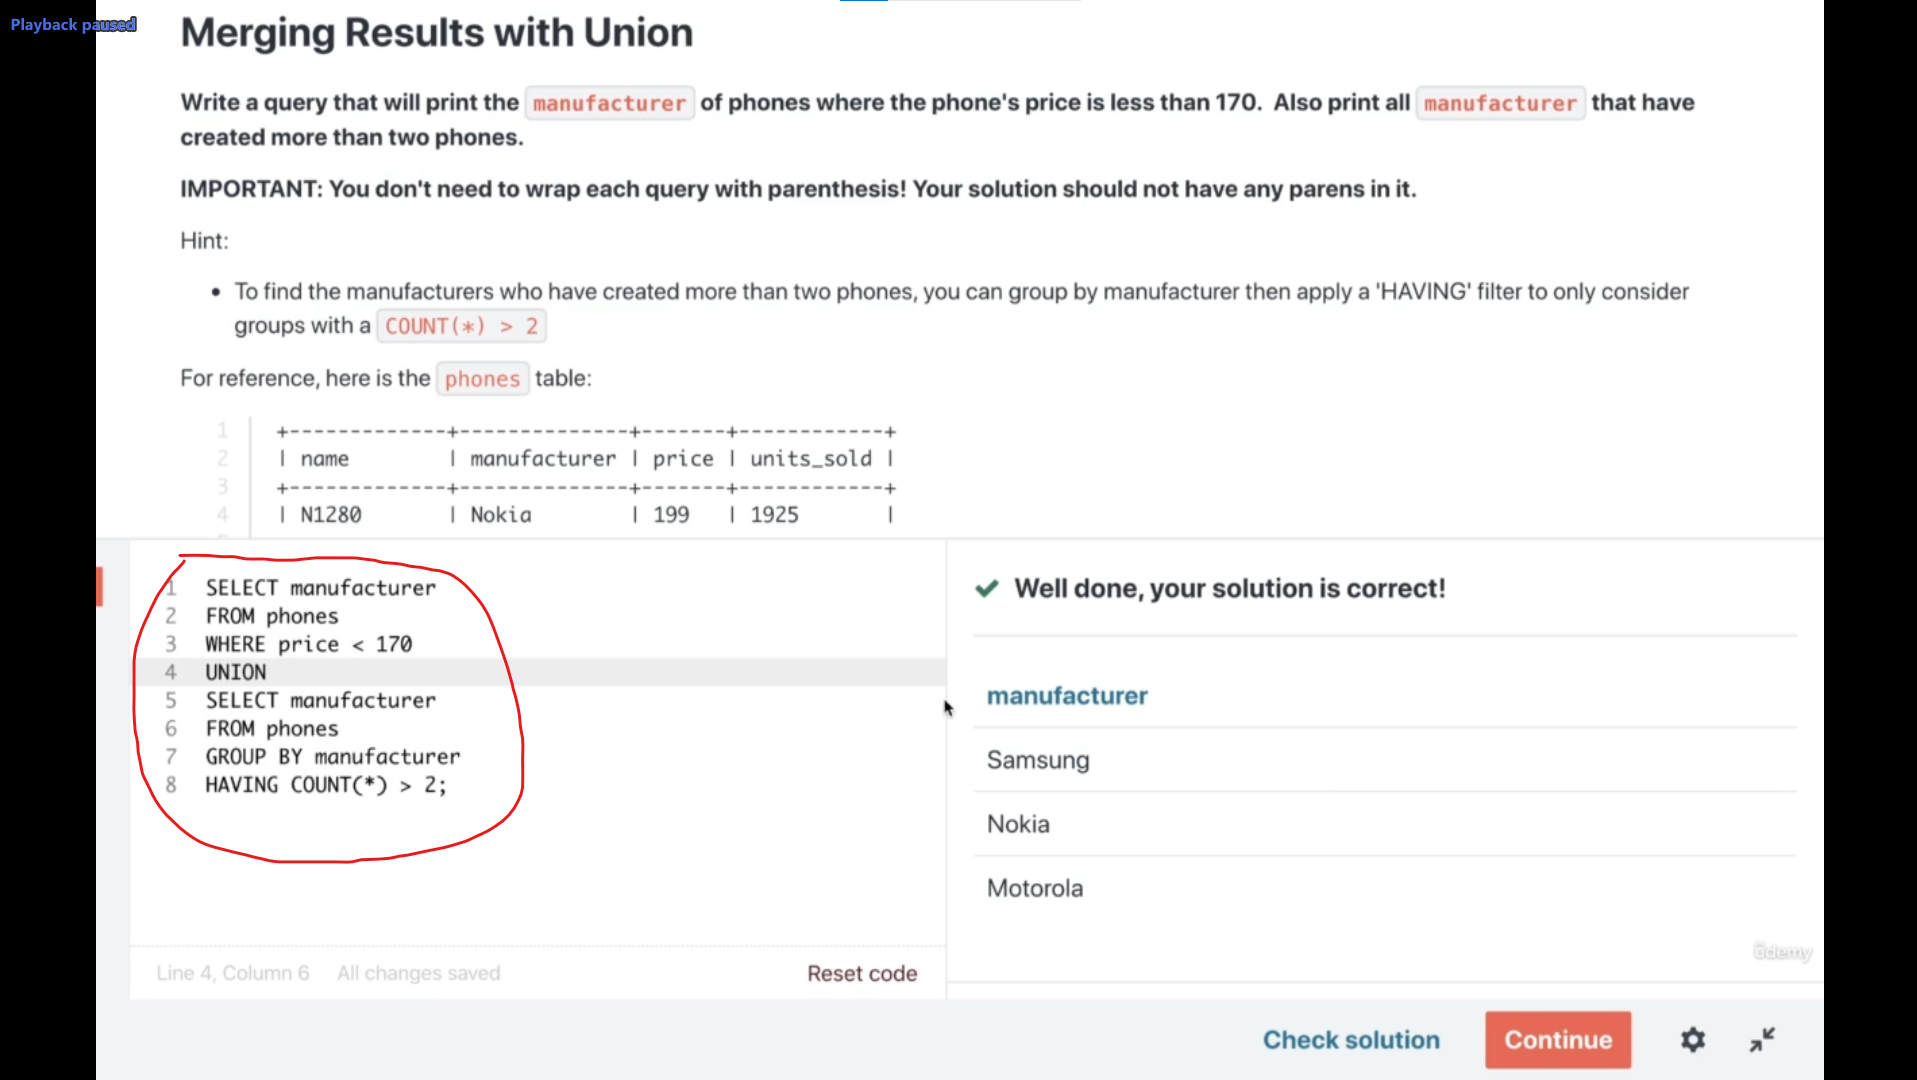 Playback paused
Merging Results with Union
Write a query that will print the manufacturer of phones where the phone's price is less than 170. Also print all manufacturer that have
created more than two phones.
IMPORTANT: You don't need to wrap each query with parenthesis! Your solution should not have any parens in it.
Hint:
• To find the manufacturers who have created more than two phones, you can group by manufacturer then apply a 'HAVING' filter to only consider
groups with a COUNT(*) > 2
For reference, here is the phones table:
1 +-------------+--------------+-------+------------+
2 | name | manufacturer | price | units_sold |
3 +-------------+--------------+-------+------------+
4 | N1280 | Nokia | 199 | 1925 |
1 SELECT manufacturer
2 FROM phones
3 WHERE price < 170
4 UNION
5 SELECT manufacturer
6 FROM phones
7 GROUP BY manufacturer
8 HAVING COUNT(*) > 2;
Line 4, Column 6 All changes saved Reset code
Well done, your solution is correct!
manufacturer
Samsung
Nokia
Motorola
ûdemy
Check solution Continue